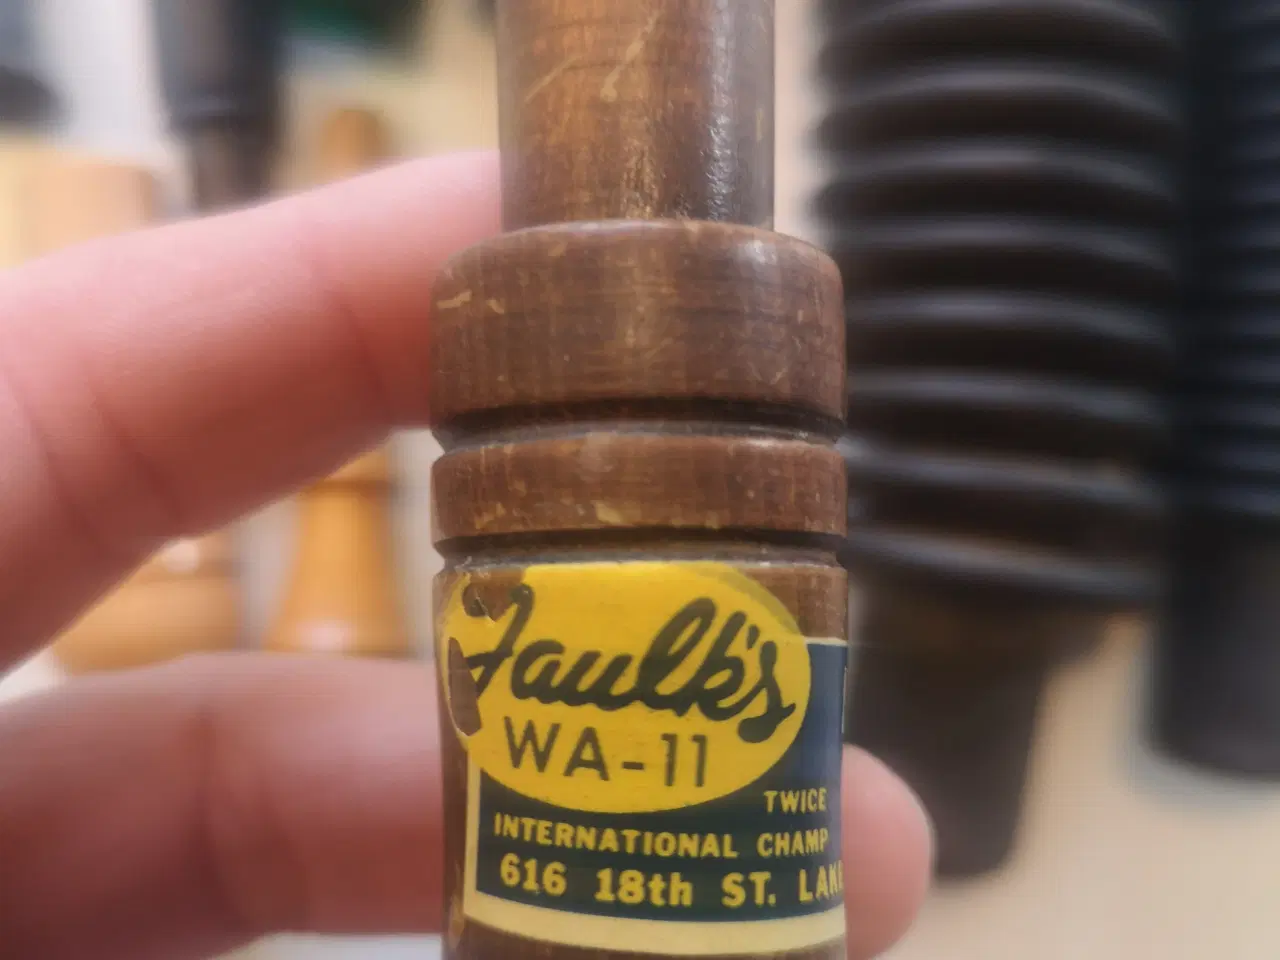 Faulk's
WA-11
TWICE
INTERNATIONAL CHAMP
616 18th ST.